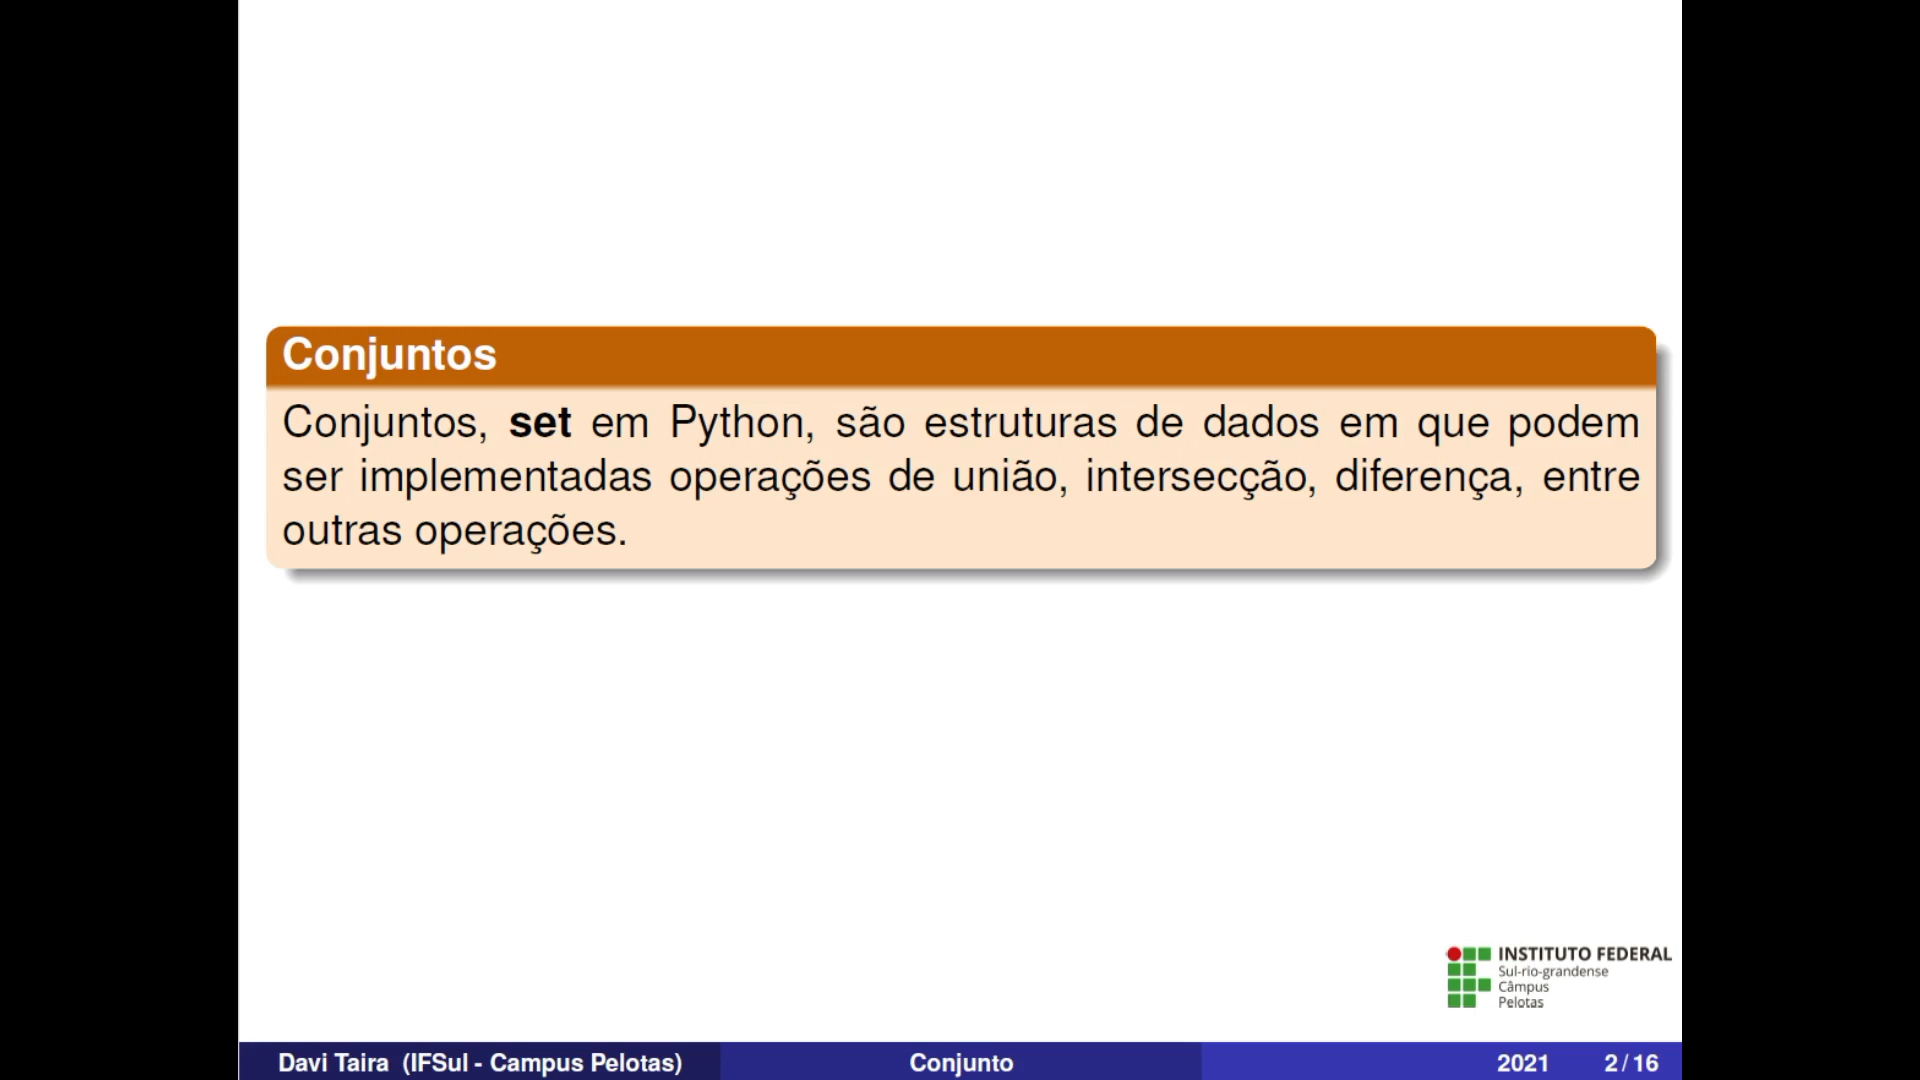 Conjuntos
Conjuntos, set em Python, são estruturas de dados em que podem
ser implementadas operações de união, intersecção, diferença, entre
outras operações.
INSTITUTO FEDERAL
Sul-rio-grandense
Câmpus
Pelotas
Davi Taira (IFSul - Campus Pelotas) Conjunto 2021 2 / 16